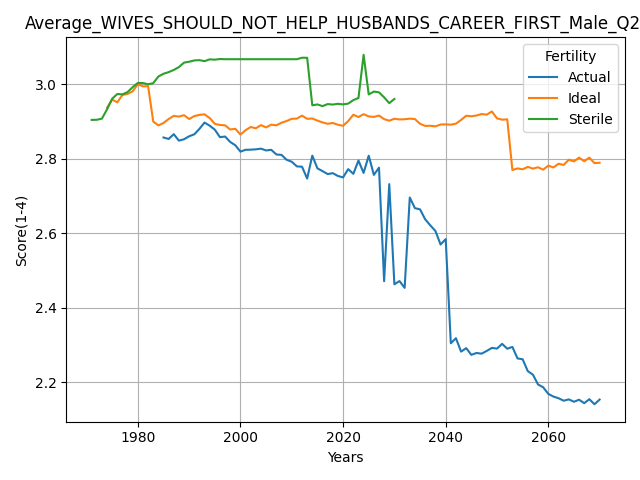 Average_WIVES_SHOULD_NOT_HELP_HUSBANDS_CAREER_FIRST_Male_Q2
Fertility
Actual
Ideal
Sterile
3.0
2.8
2.6
2.4
2.2
Score(1-4)
1980 2000 2020 2040 2060
Years